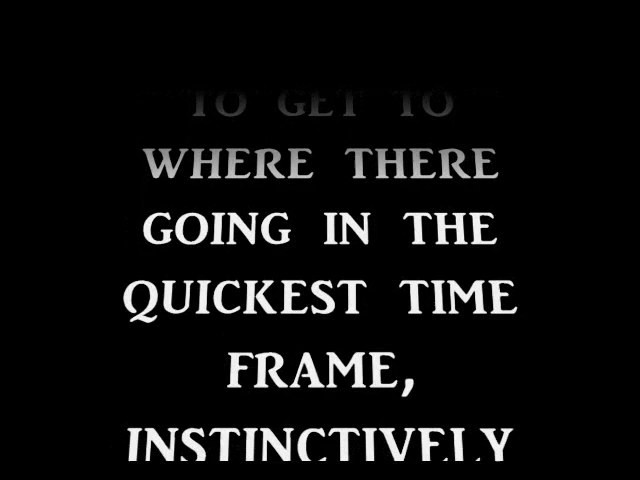 TO GET TO
WHERE THERE
GOING IN THE
QUICKEST TIME
FRAME,
INSTINCTIVELY